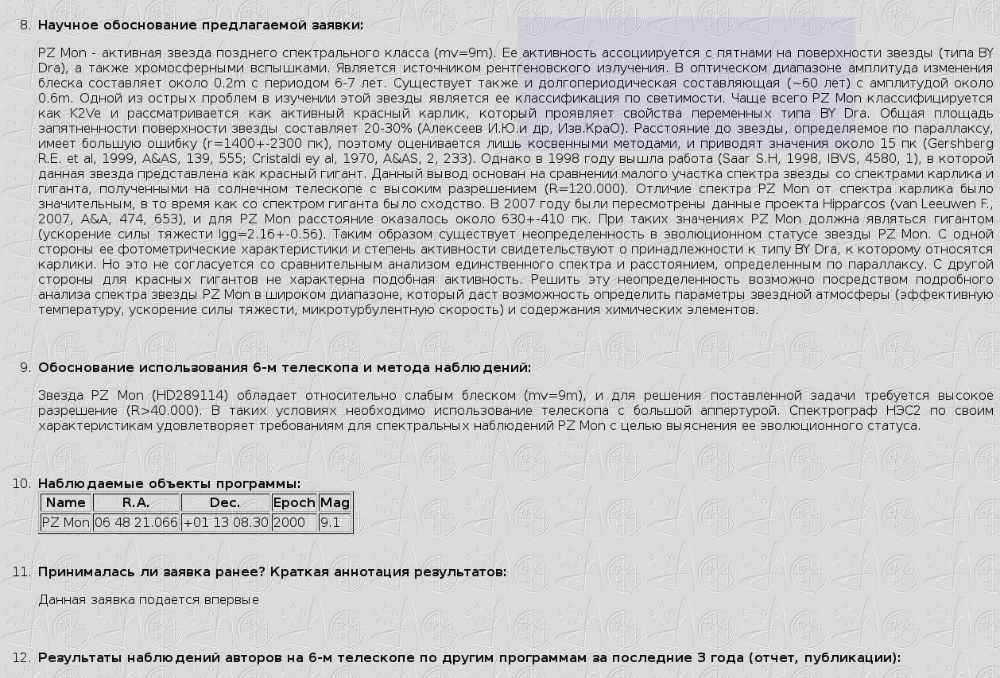 8. Научное обоснование предлагаемой заявки:
PZ Mon - активная звезда позднего спектрального класса (mv=9m). Ее активность ассоциируется с пятнами на поверхности звезды (типа BY
Dra), а также хромосферными вспышками. Является источником рентгеновского излучения. В оптическом диапазоне амплитуда изменения
блеска составляет около 0.2m с периодом 6-7 лет. Существует также и долгопериодическая составляющая (~60 лет) с амплитудой около
0.6m. Одной из острых проблем в изучении этой звезды является ее классификация по светимости. Чаще всего PZ Mon классифицируется
как K2Ve и рассматривается как активный красный карлик, который проявляет свойства переменных типа BY Dra. Общая площадь
запятненности поверхности звезды составляет 20-30% (Алексеев И.Ю.и др, Изв.КраО). Расстояние до звезды, определяемое по параллаксу,
имеет большую ошибку (r=1400+-2300 пк), поэтому оценивается лишь косвенными методами, и приводят значения около 15 пк (Gershberg
R.E. et al, 1999, A&AS, 139, 555; Cristaldi ey al, 1970, A&AS, 2, 233). Однако в 1998 году вышла работа (Saar S.H, 1998, IBVS, 4580, 1), в которой
данная звезда представлена как красный гигант. Данный вывод основан на сравнении малого участка спектра звезды со спектрами карлика и
гиганта, полученными на солнечном телескопе с высоким разрешением (R=120.000). Отличие спектра PZ Mon от спектра карлика было
значительным, в то время как со спектром гиганта было сходство. В 2007 году были пересмотрены данные проекта Hipparcos (van Leeuwen F.,
2007, A&A, 474, 653), и для PZ Mon расстояние оказалось около 630+-410 пк. При таких значениях PZ Mon должна являться гигантом
(ускорение силы тяжести lgg=2.16+-0.56). Таким образом существует неопределенность в эволюционном статусе звезды PZ Mon. С одной
стороны ее фотометрические характеристики и степень активности свидетельствуют о принадлежности к типу BY Dra, к которому относятся
карлики. Но это не согласуется со сравнительным анализом единственного спектра и расстоянием, определенным по параллаксу. С другой
стороны для красных гигантов не характерна подобная активность. Решить эту неопределенность возможно посредством подробного
анализа спектра звезды PZ Mon в широком диапазоне, который даст возможность определить параметры звездной атмосферы (эффективную
температуру, ускорение силы тяжести, микротурбулентную скорость) и содержания химических элементов.
9. Обоснование использования 6-м телескопа и метода наблюдений:
Звезда PZ Mon (HD289114) обладает относительно слабым блеском (mv=9m), и для решения поставленной задачи требуется высокое
разрешение (R>40.000). В таких условиях необходимо использование телескопа с большой аппертурой. Спектрограф НЭС2 по своим
характеристикам удовлетворяет требованиям для спектральных наблюдений PZ Mon с целью выяснения ее эволюционного статуса.
10. Наблюдаемые объекты программы:
Name R.A. Dec. Epoch Mag
PZ Mon 06 48 21.066 +01 13 08.30 2000 9.1
11. Принималась ли заявка ранее? Краткая аннотация результатов:
Данная заявка подается впервые
12. Результаты наблюдений авторов на 6-м телескопе по другим программам за последние 3 года (отчет, публикации):